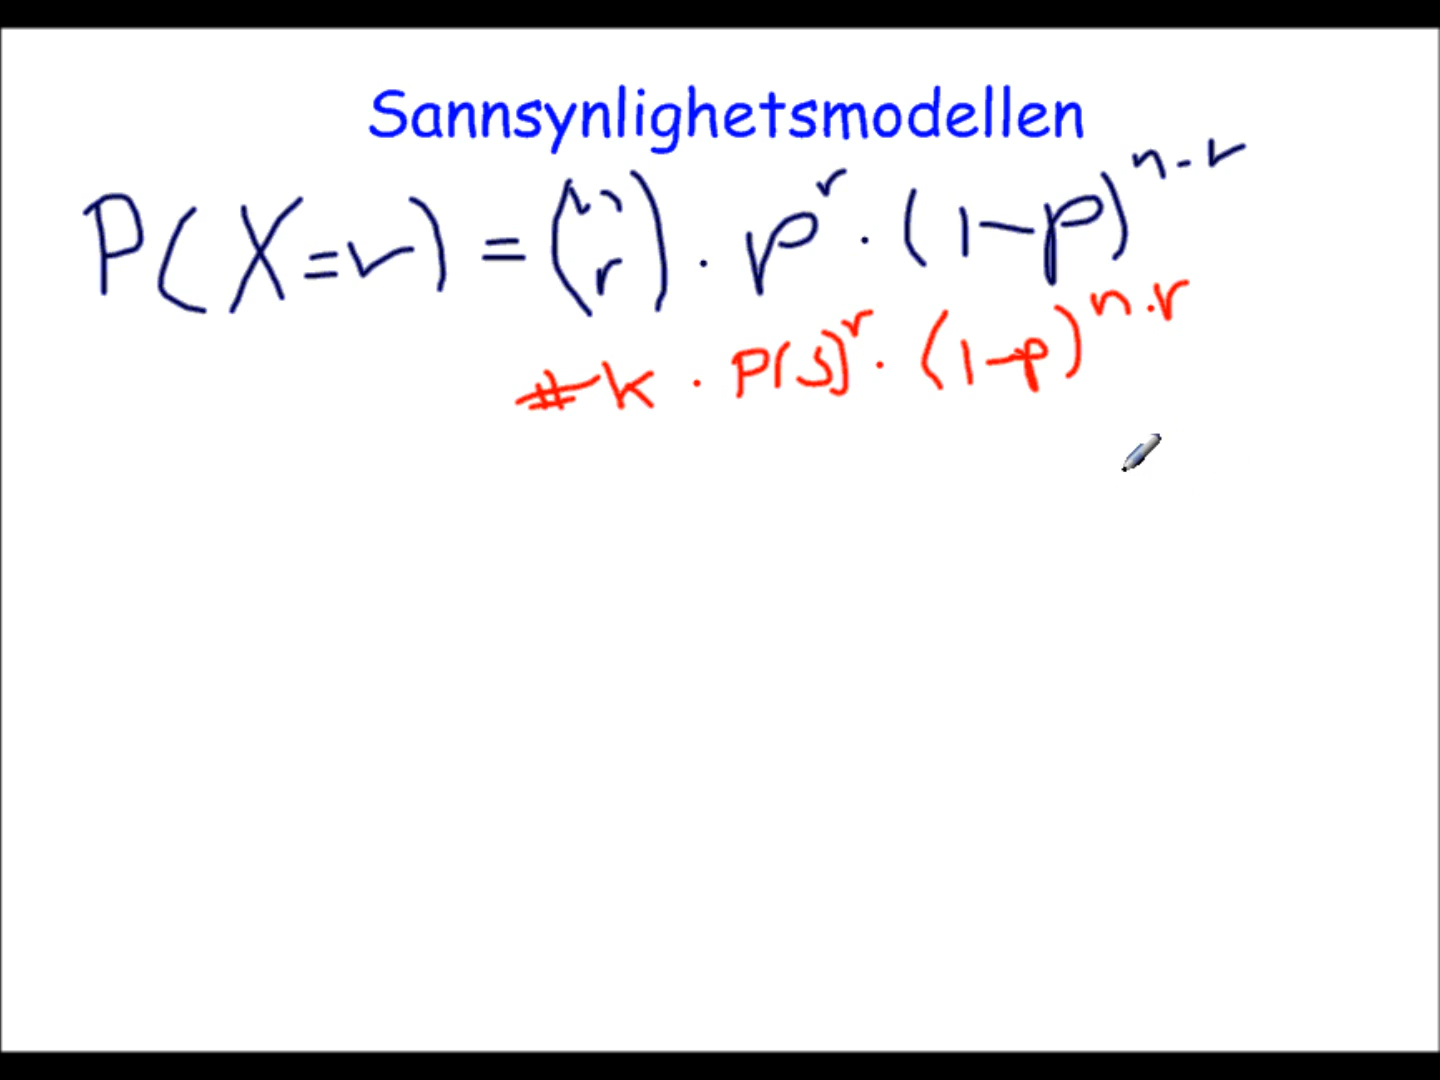 Sannsynlighetsmodellen
P(X=r) = (n r) · p^r · (1-p)^n-r
#k · P(S)^r · (1-p)^n·r